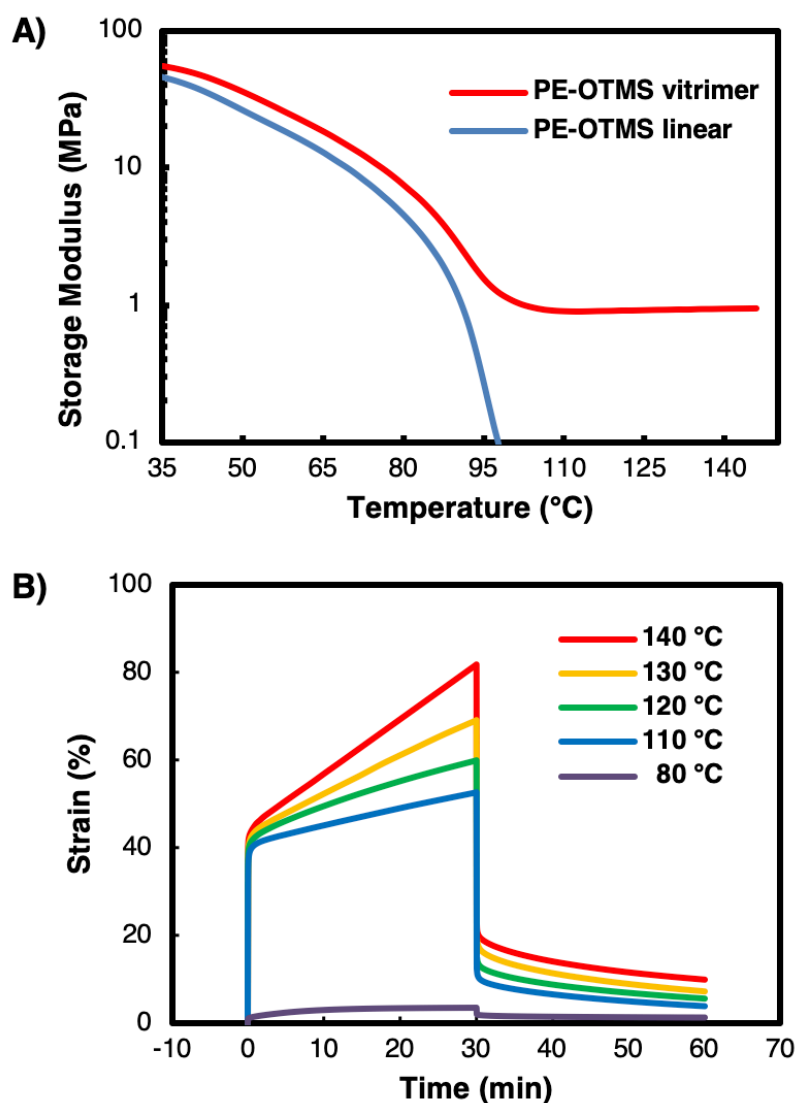 A)
Storage Modulus (MPa)
100
10
1
0.1
PE-OTMS vitrimer
PE-OTMS linear
35 50 65 80 95 110 125 140
Temperature (°C)
B)
Strain (%)
100
80
60
40
20
0
140 °C
130 °C
120 °C
110 °C
80 °C
-10 0 10 20 30 40 50 60 70
Time (min)